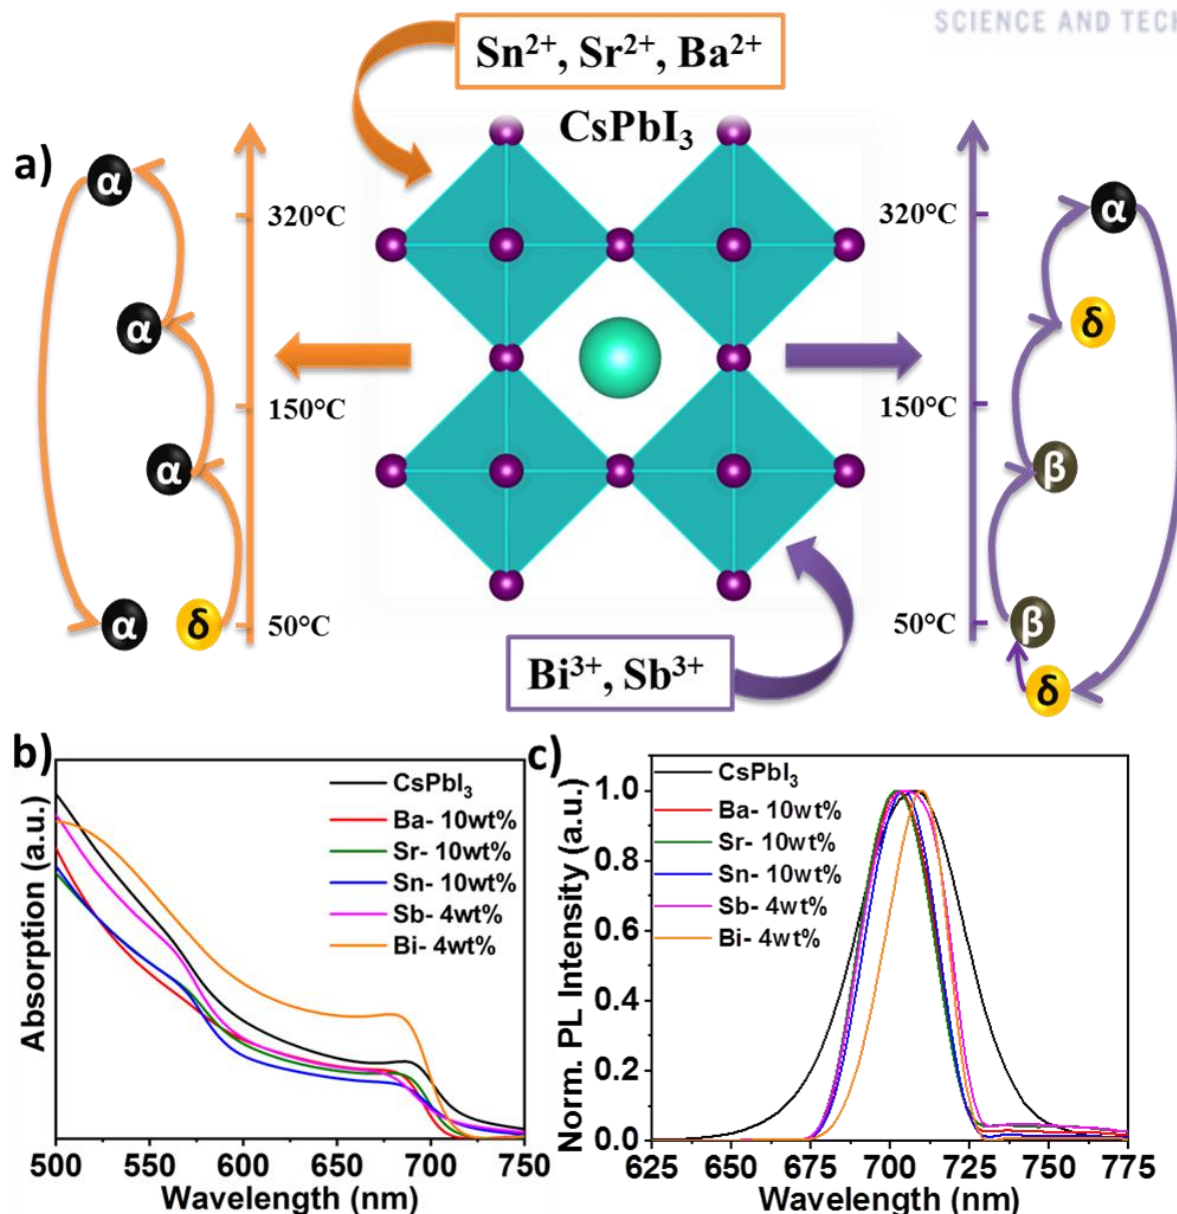 SCIENCE AND TECH
Sn²⁺, Sr²⁺, Ba²⁺
CsPbI₃
a)
α
320°C
α
150°C
α
α
δ
50°C
320°C
α
δ
150°C
β
50°C
β
δ
Bi³⁺, Sb³⁺
b)
Absorption (a.u.)
CsPbI₃
Ba- 10wt%
Sr- 10wt%
Sn- 10wt%
Sb- 4wt%
Bi- 4wt%
500
550
600
650
700
750
Wavelength (nm)
c)
Norm. PL Intensity (a.u.)
CsPbI₃
Ba- 10wt%
Sr- 10wt%
Sn- 10wt%
Sb- 4wt%
Bi- 4wt%
1.0
0.8
0.6
0.4
0.2
0.0
625
650
675
700
725
750
775
Wavelength (nm)